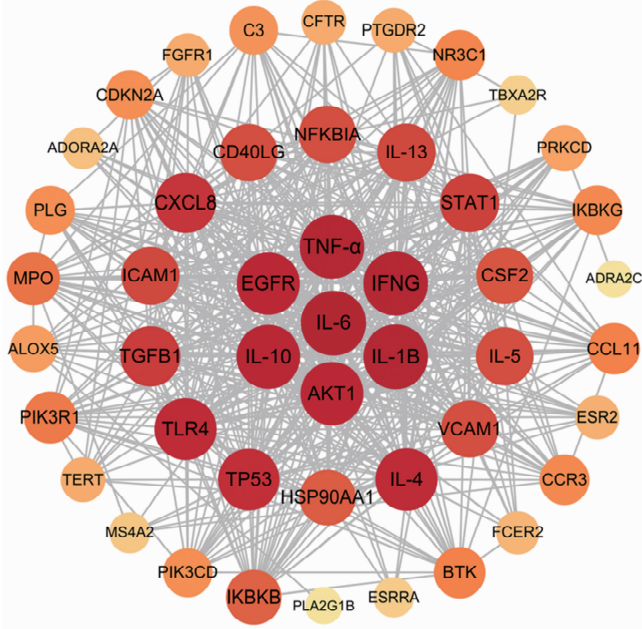 C3
CFTR
PTGDR2
FGFR1
NR3C1
CDKN2A
TBXA2R
NFKBIA
CD40LG
IL-13
ADORA2A
PRKCD
CXCL8
STAT1
PLG
IKBKG
TNF-α
MPO
ICAM1
EGFR
IFNG
CSF2
ADRA2C
IL-6
ALOX5
TGFB1
IL-10
IL-1B
IL-5
CCL11
AKT1
PIK3R1
TLR4
VCAM1
ESR2
TERT
TP53
IL-4
CCR3
HSP90AA1
MS4A2
FCER2
PIK3CD
BTK
IKBKB
PLA2G1B
ESRRA